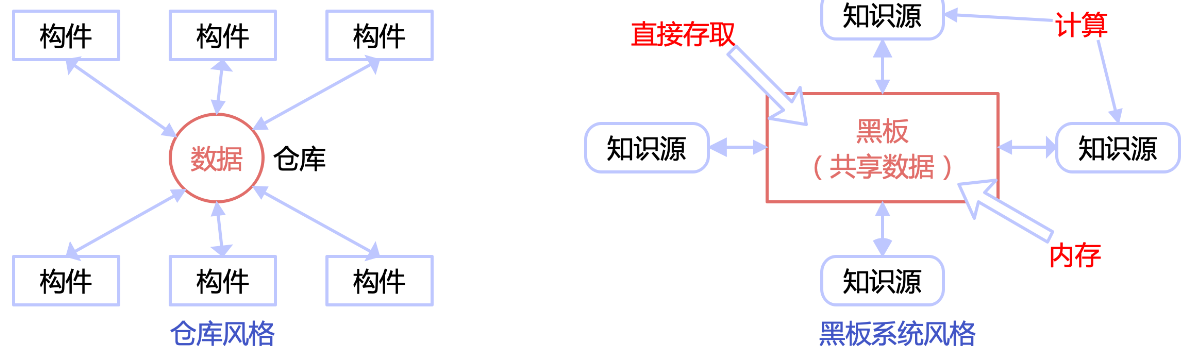 构件
构件
构件
数据
仓库
构件
构件
构件
仓库风格
知识源
直接存取
计算
知识源
黑板
（共享数据）
知识源
内存
知识源
黑板系统风格